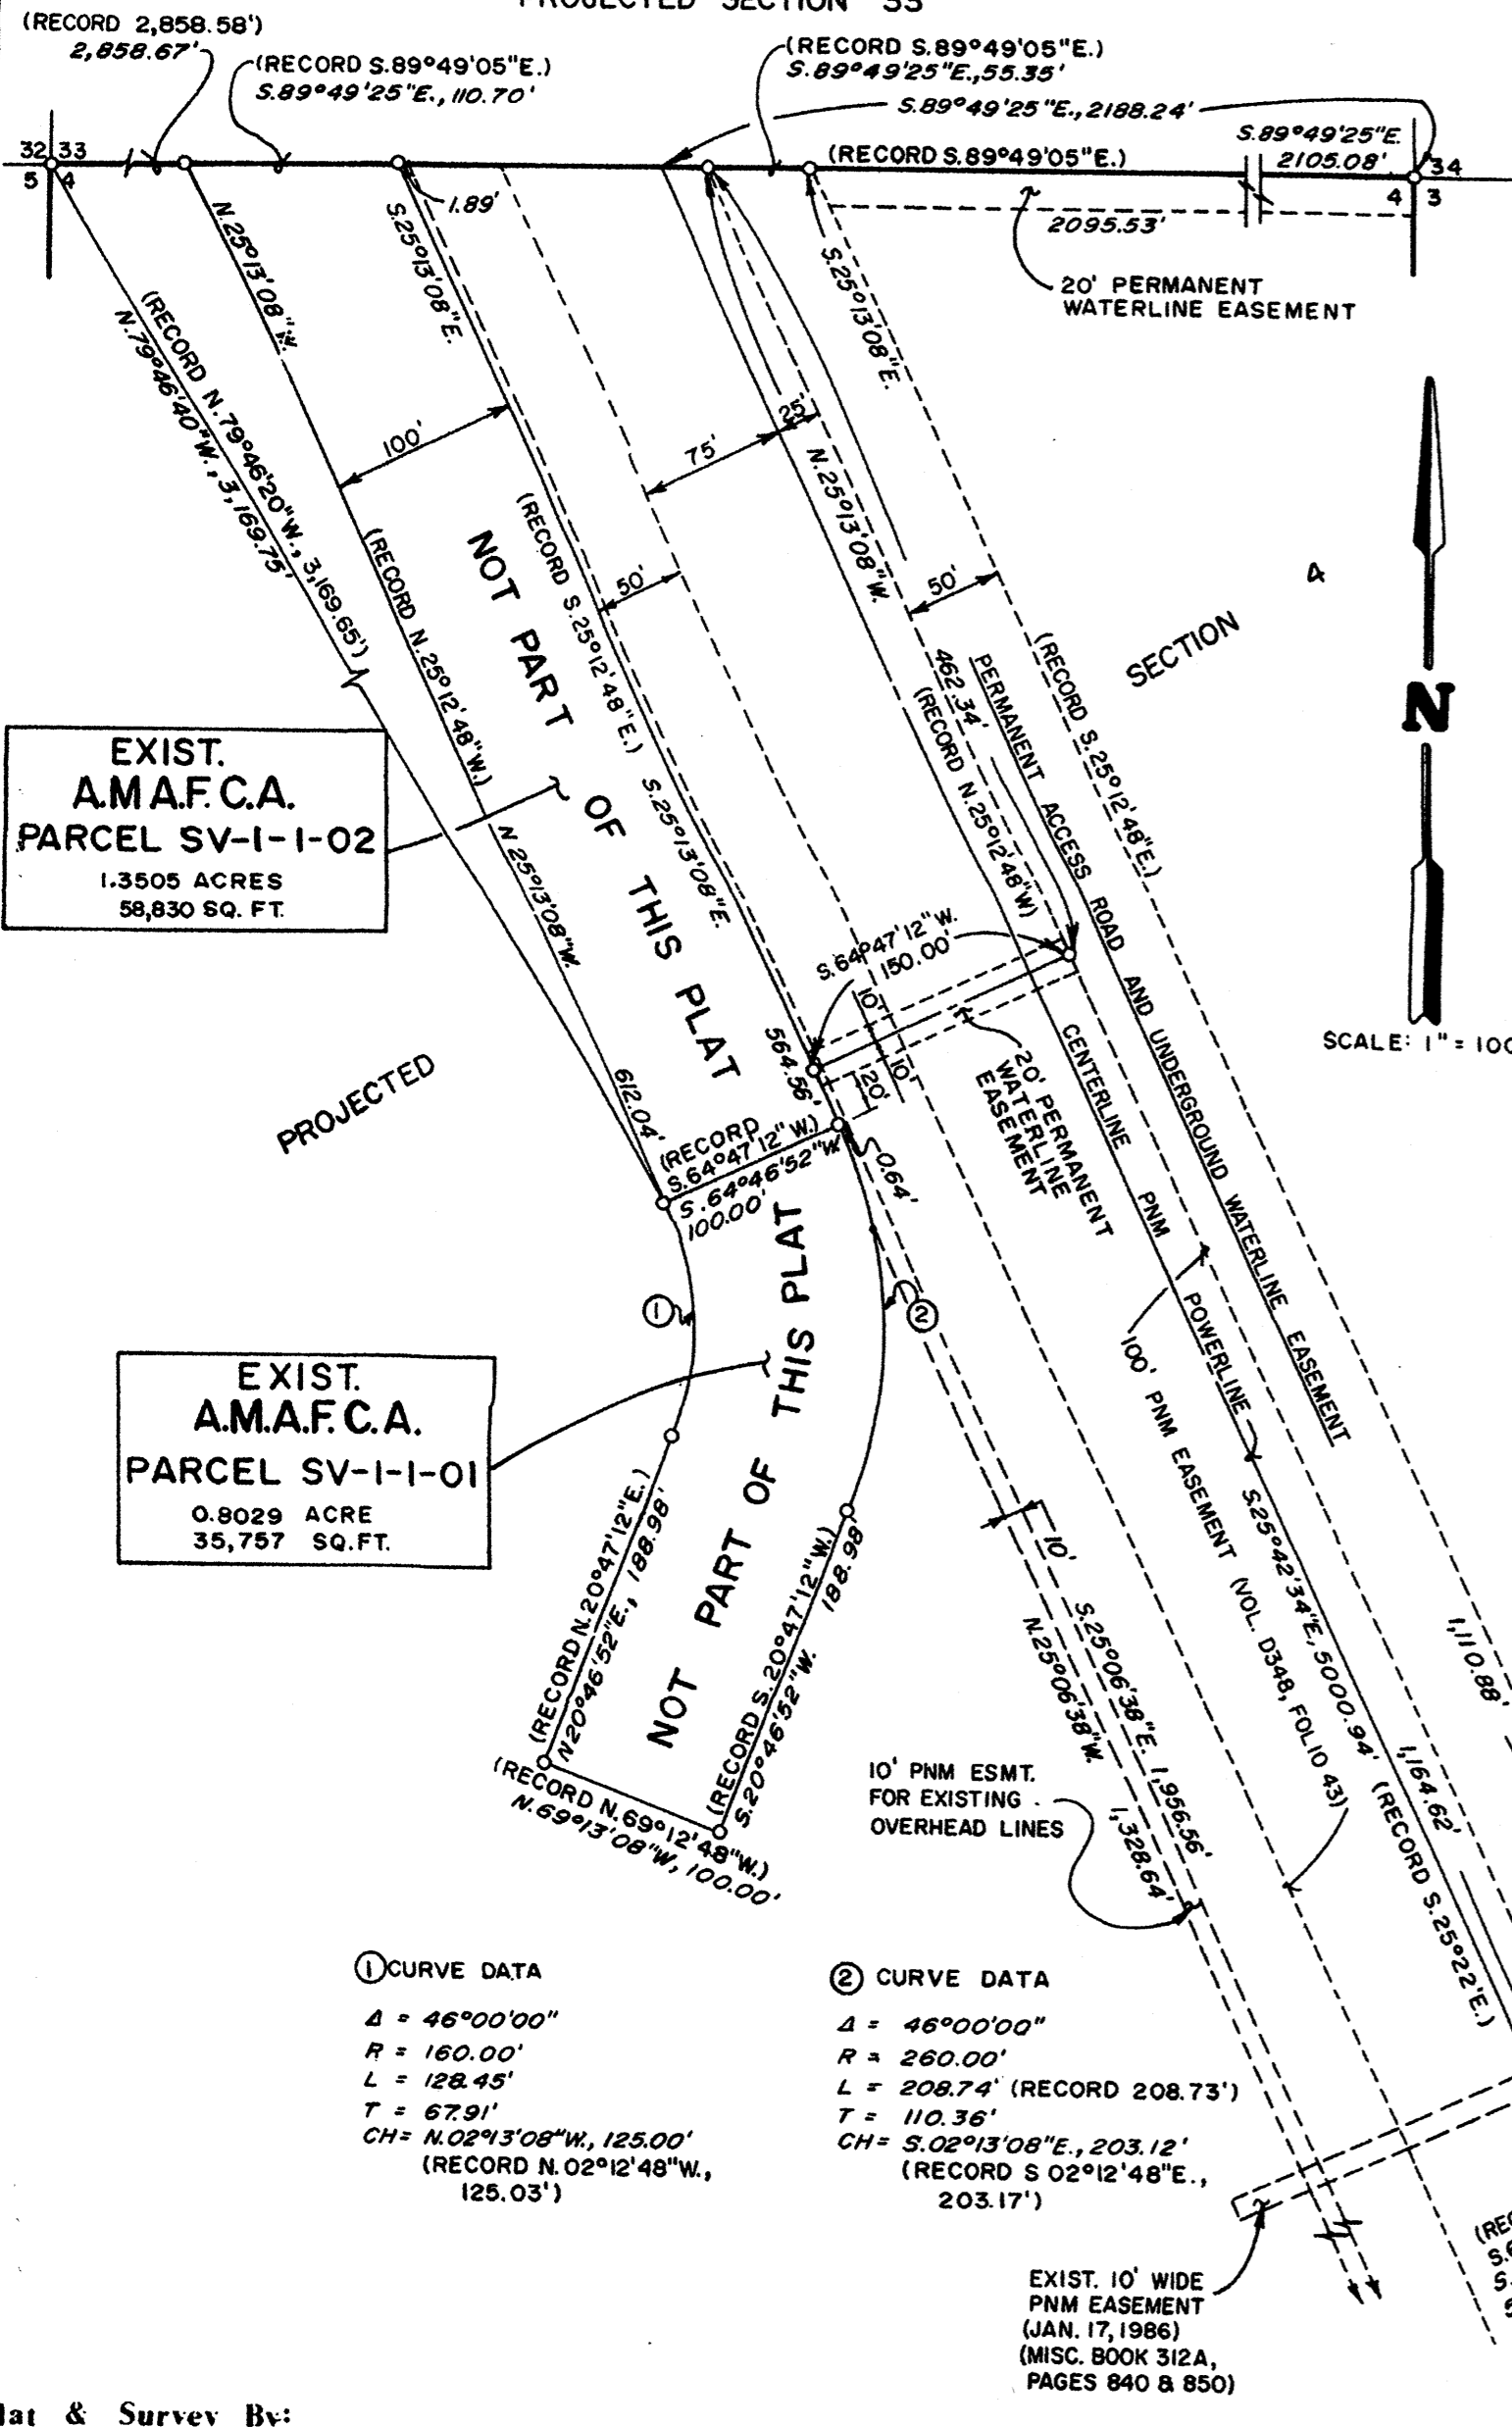 PROJECTED SECTION 33
(RECORD 2,858.58')
2,858.67'
(RECORD S.89°49'05"E.)
S.89°49'25"E., 110.70'
(RECORD S.89°49'05"E.)
S.89°49'25"E., 55.35'
S.89°49'25"E., 2188.24'
S.89°49'25"E.
2105.08'
(RECORD S.89°49'05"E.)
32 33
5 4
34
4 3
1.89'
2095.53'
20' PERMANENT
WATERLINE EASEMENT
N.25°13'08"W.
S.25°13'08"E.
S.25°13'08"E.
(RECORD N.79°46'20"W., 3,169.65')
N.79°46'40"W., 3,169.75'
100'
75'
25'
N.25°13'08"W.
50'
50'
(RECORD N.25°12'48"W.)
NOT PART OF THIS PLAT
(RECORD S.25°12'48"E.)
S.25°13'08"E.
462.34'
(RECORD N.25°12'48"W)
PERMANENT ACCESS ROAD AND UNDERGROUND WATERLINE EASEMENT
(RECORD S.25°12'48"E.)
SECTION 4
N
SCALE: 1" = 100
EXIST.
A.M.A.F.C.A.
PARCEL SV-1-1-02
1.3505 ACRES
58,830 SQ. FT.
N 25°13'08"W.
S.64°47'12"W.
150.00'
10'
10'
20'
564.56'
612.04'
PROJECTED
(RECORD
S.64°47'12"W.)
S.64°46'52"W
100.00'
0.64'
20' PERMANENT
WATERLINE
EASEMENT
CENTERLINE PNM POWERLINE
100' PNM EASEMENT (VOL. D348, FOLIO 43)
S.25°42'34"E, 5000.94' (RECORD S.25°22'E.)
1
2
EXIST.
A.M.A.F.C.A.
PARCEL SV-1-1-01
0.8029 ACRE
35,757 SQ.FT.
NOT PART OF THIS PLAT
(RECORD N.20°47'12"E.)
N20°46'52"E., 188.98'
(RECORD S.20°47'12"W.)
S.20°46'52"W. 188.98'
(RECORD N.69°12'48"W.)
N.69°13'08"W, 100.00'
10'
S.25°06'38"E. 1,956.56'
N.25°06'38"W. 1,328.64'
1,110.88'
1,164.62'
10' PNM ESMT.
FOR EXISTING
OVERHEAD LINES
1 CURVE DATA
Δ = 46°00'00"
R = 160.00'
L = 128.45'
T = 67.91'
CH= N.02°13'08"W., 125.00'
(RECORD N.02°12'48"W.,
125.03')
2 CURVE DATA
Δ = 46°00'00"
R = 260.00'
L = 208.74' (RECORD 208.73')
T = 110.36'
CH= S.02°13'08"E., 203.12'
(RECORD S 02°12'48"E.,
203.17')
EXIST. 10' WIDE
PNM EASEMENT
(JAN. 17, 1986)
(MISC. BOOK 312A,
PAGES 840 & 850)
lat & Survey By: